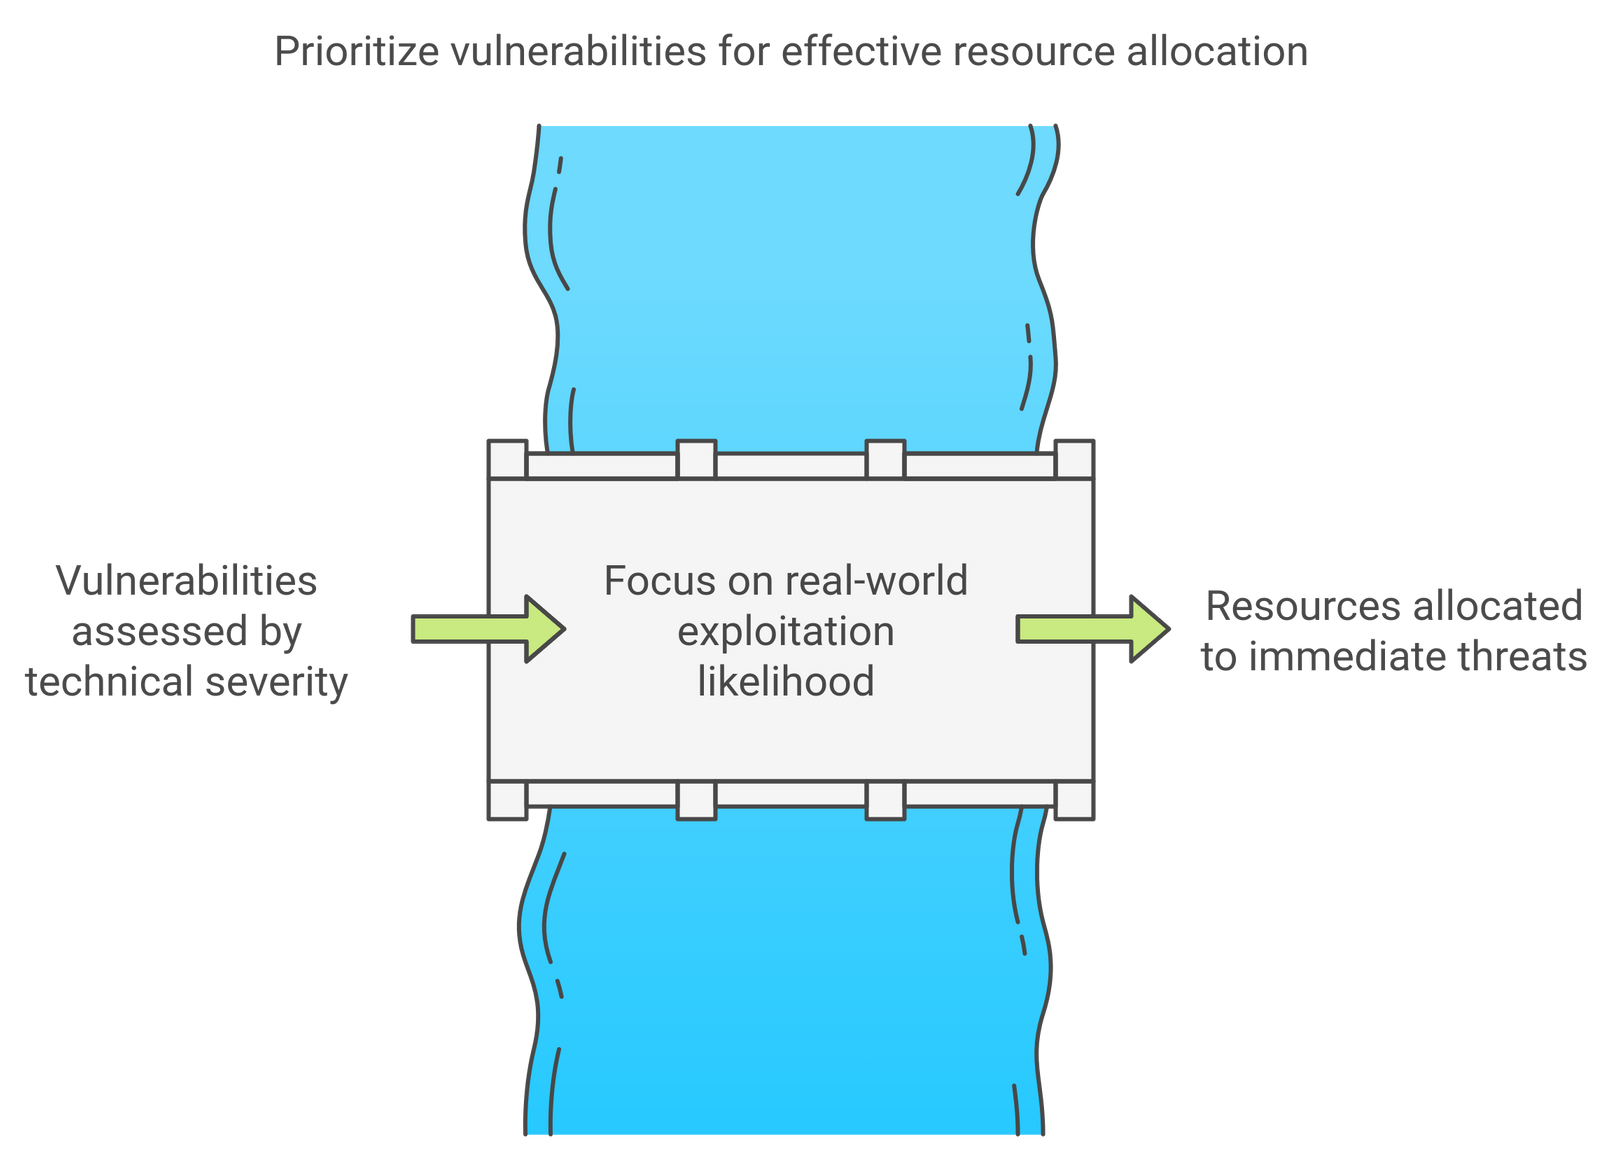 Prioritize vulnerabilities for effective resource allocation
Vulnerabilities
assessed by
technical severity
Focus on real-world
exploitation
likelihood
Resources allocated
to immediate threats